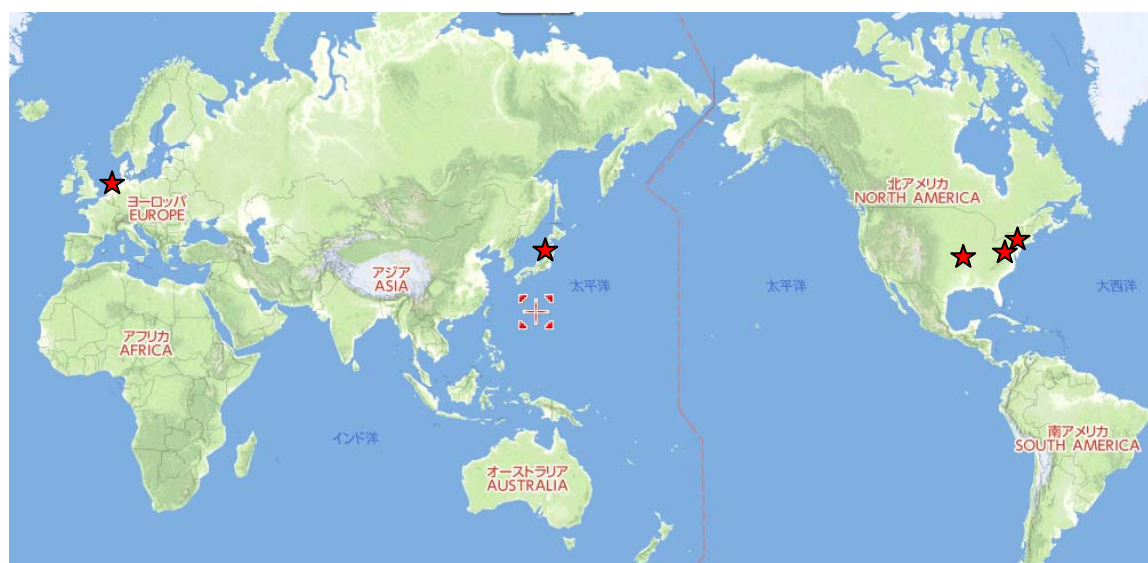 ヨーロッパ
EUROPE
アジア
ASIA
アフリカ
AFRICA
インド洋
オーストラリア
AUSTRALIA
太平洋
太平洋
北アメリカ
NORTH AMERICA
大西洋
南アメリカ
SOUTH AMERICA